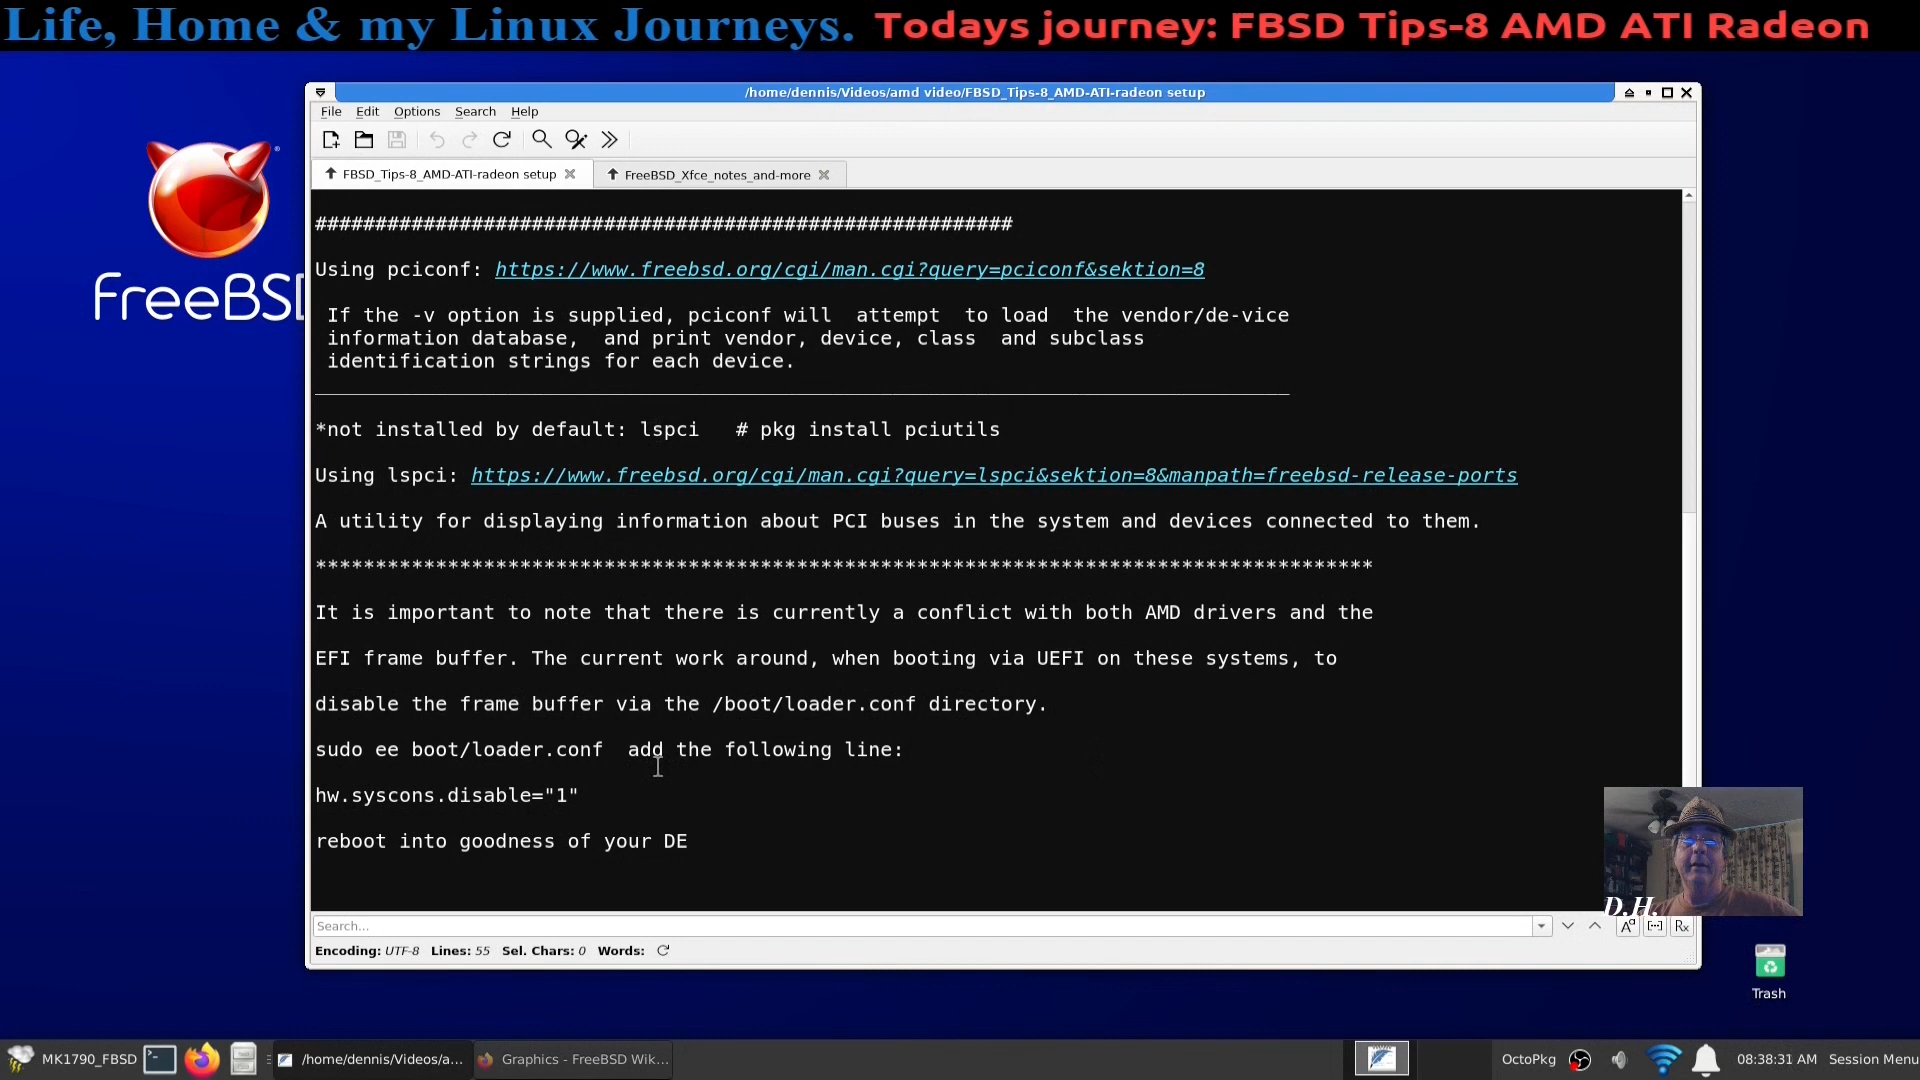 Life, Home & my Linux Journeys. Todays journey: FBSD Tips-8 AMD ATI Radeon
/home/dennis/Videos/amd video/FBSD_Tips-8_AMD-ATI-radeon setup
File Edit Options Search Help
FBSD_Tips-8_AMD-ATI-radeon setup FreeBSD_Xfce_notes_and-more
##########################################################
Using pciconf: https://www.freebsd.org/cgi/man.cgi?query=pciconf&sektion=8
If the -v option is supplied, pciconf will attempt to load the vendor/de-vice
information database, and print vendor, device, class and subclass
identification strings for each device.
_________________________________________________________________________________
*not installed by default: lspci # pkg install pciutils
Using lspci: https://www.freebsd.org/cgi/man.cgi?query=lspci&sektion=8&manpath=freebsd-release-ports
A utility for displaying information about PCI buses in the system and devices connected to them.
****************************************************************************************
It is important to note that there is currently a conflict with both AMD drivers and the
EFI frame buffer. The current work around, when booting via UEFI on these systems, to
disable the frame buffer via the /boot/loader.conf directory.
sudo ee boot/loader.conf add the following line:
hw.syscons.disable="1"
reboot into goodness of your DE
FreeBSD
D.H.
Search...
Encoding: UTF-8 Lines: 55 Sel. Chars: 0 Words:
Trash
MK1790_FBSD /home/dennis/Videos/a... Graphics - FreeBSD Wik... OctoPkg 08:38:31 AM Session Menu